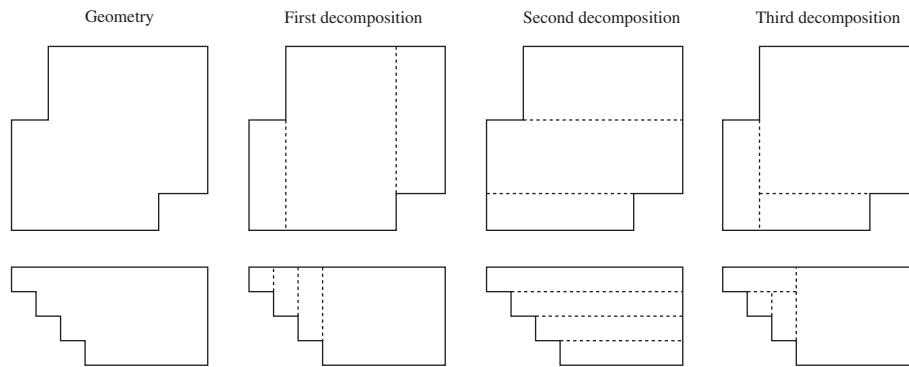 Geometry
First decomposition
Second decomposition
Third decomposition